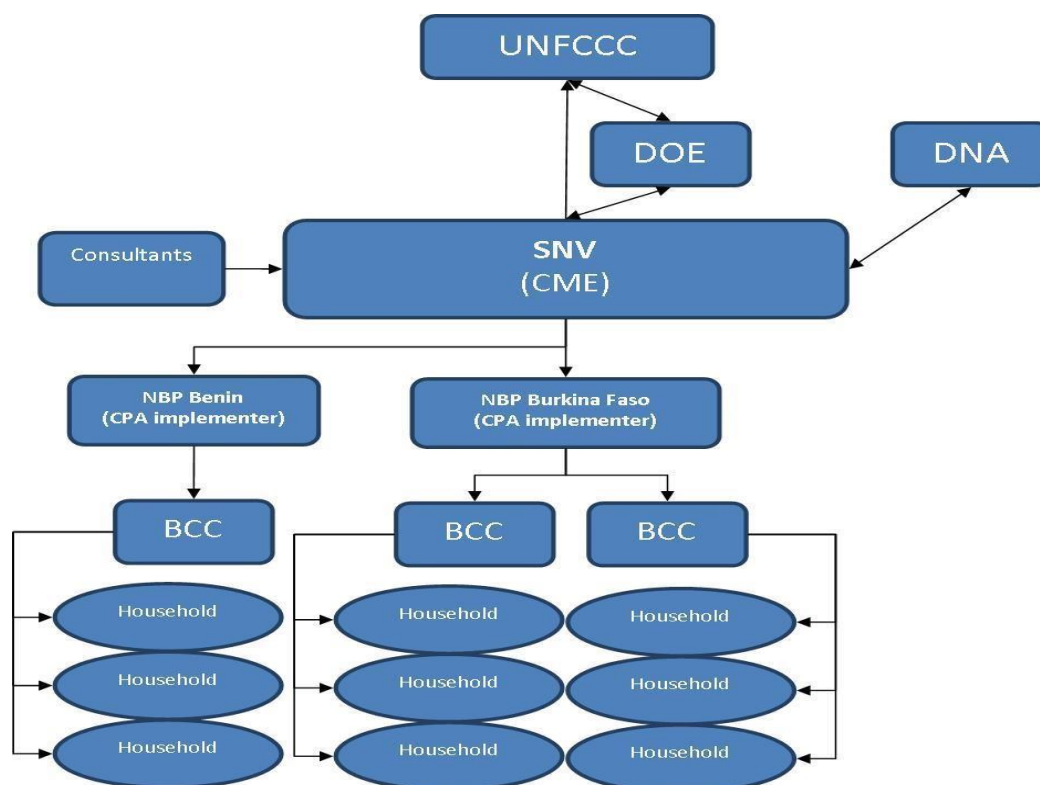 UNFCCC
DOE
DNA
Consultants
SNV
(CME)
NBP Benin
(CPA implementer)
NBP Burkina Faso
(CPA implementer)
BCC
BCC
BCC
Household
Household
Household
Household
Household
Household
Household
Household
Household